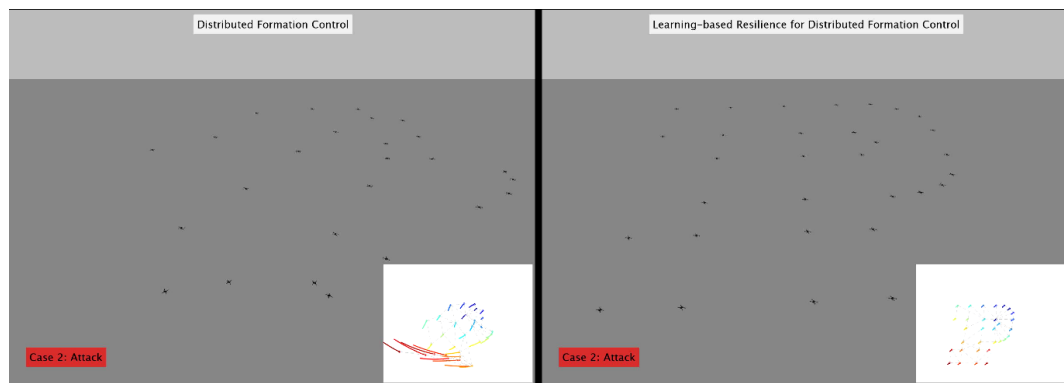 Distributed Formation Control
Learning-based Resilience for Distributed Formation Control
Case 2: Attack
Case 2: Attack